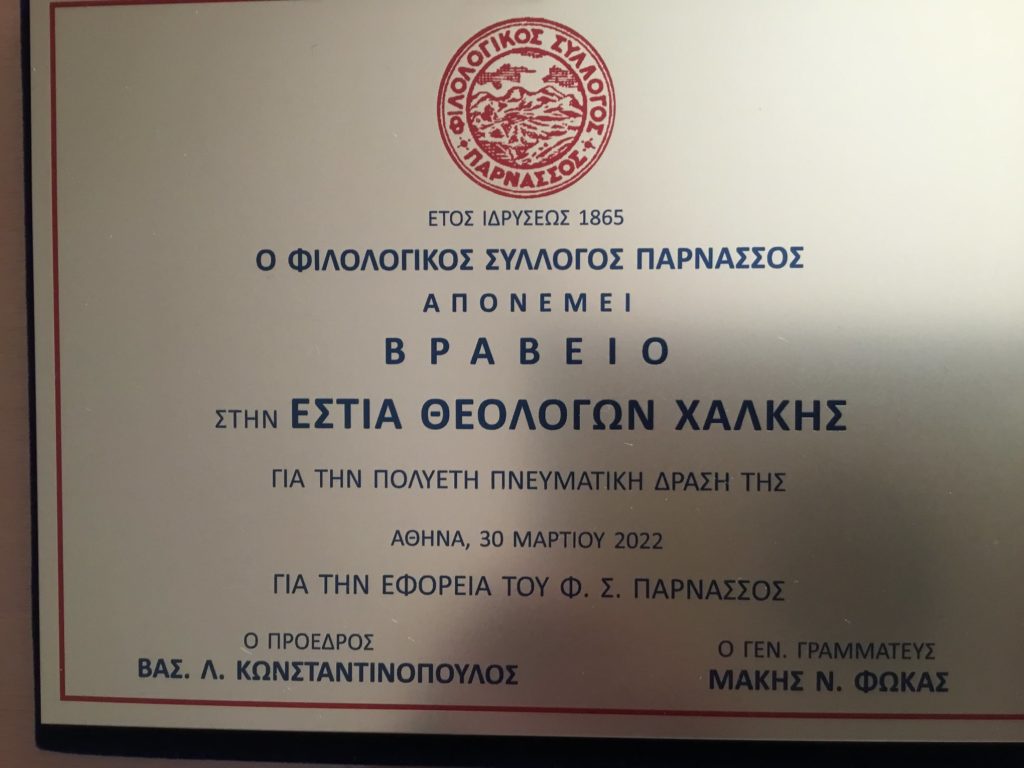 ΦΙΛΟΛΟΓΙΚΟΣ ΣΥΛΛΟΓΟΣ
ΠΑΡΝΑΣΣΟΣ
ΕΤΟΣ ΙΔΡΥΣΕΩΣ 1865
Ο ΦΙΛΟΛΟΓΙΚΟΣ ΣΥΛΛΟΓΟΣ ΠΑΡΝΑΣΣΟΣ
ΑΠΟΝΕΜΕΙ
ΒΡΑΒΕΙΟ
ΣΤΗΝ ΕΣΤΙΑ ΘΕΟΛΟΓΩΝ ΧΑΛΚΗΣ
ΓΙΑ ΤΗΝ ΠΟΛΥΕΤΗ ΠΝΕΥΜΑΤΙΚΗ ΔΡΑΣΗ ΤΗΣ
ΑΘΗΝΑ, 30 ΜΑΡΤΙΟΥ 2022
ΓΙΑ ΤΗΝ ΕΦΟΡΕΙΑ ΤΟΥ Φ. Σ. ΠΑΡΝΑΣΣΟΣ
Ο ΠΡΟΕΔΡΟΣ
ΒΑΣ. Λ. ΚΩΝΣΤΑΝΤΙΝΟΠΟΥΛΟΣ
Ο ΓΕΝ. ΓΡΑΜΜΑΤΕΥΣ
ΜΑΚΗΣ Ν. ΦΩΚΑΣ